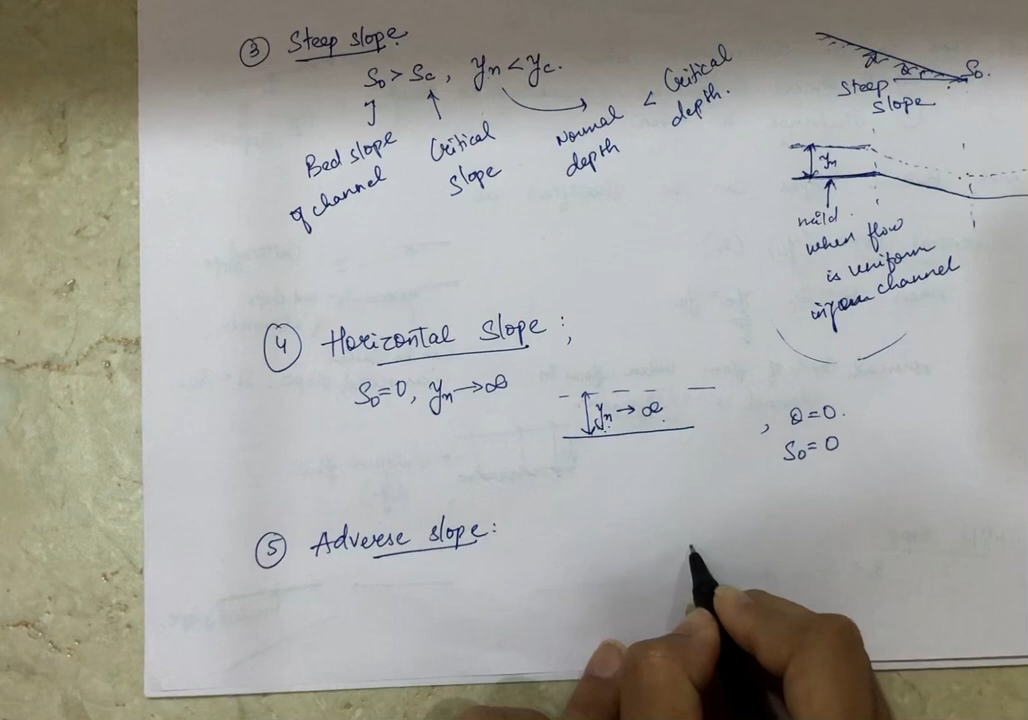 ③ Steep slope
S₀ > Sc, yn < yc.
Bed slope
of channel
Critical
slope
Normal
depth
< Critical
depth.
θ S₀.
steep
slope
yn
mild
when flow
is uniform
in channel
④ Horizontal slope :
S₀=0, yn→∞
yn→∞
, θ=0.
S₀=0
⑤ Adverse slope: